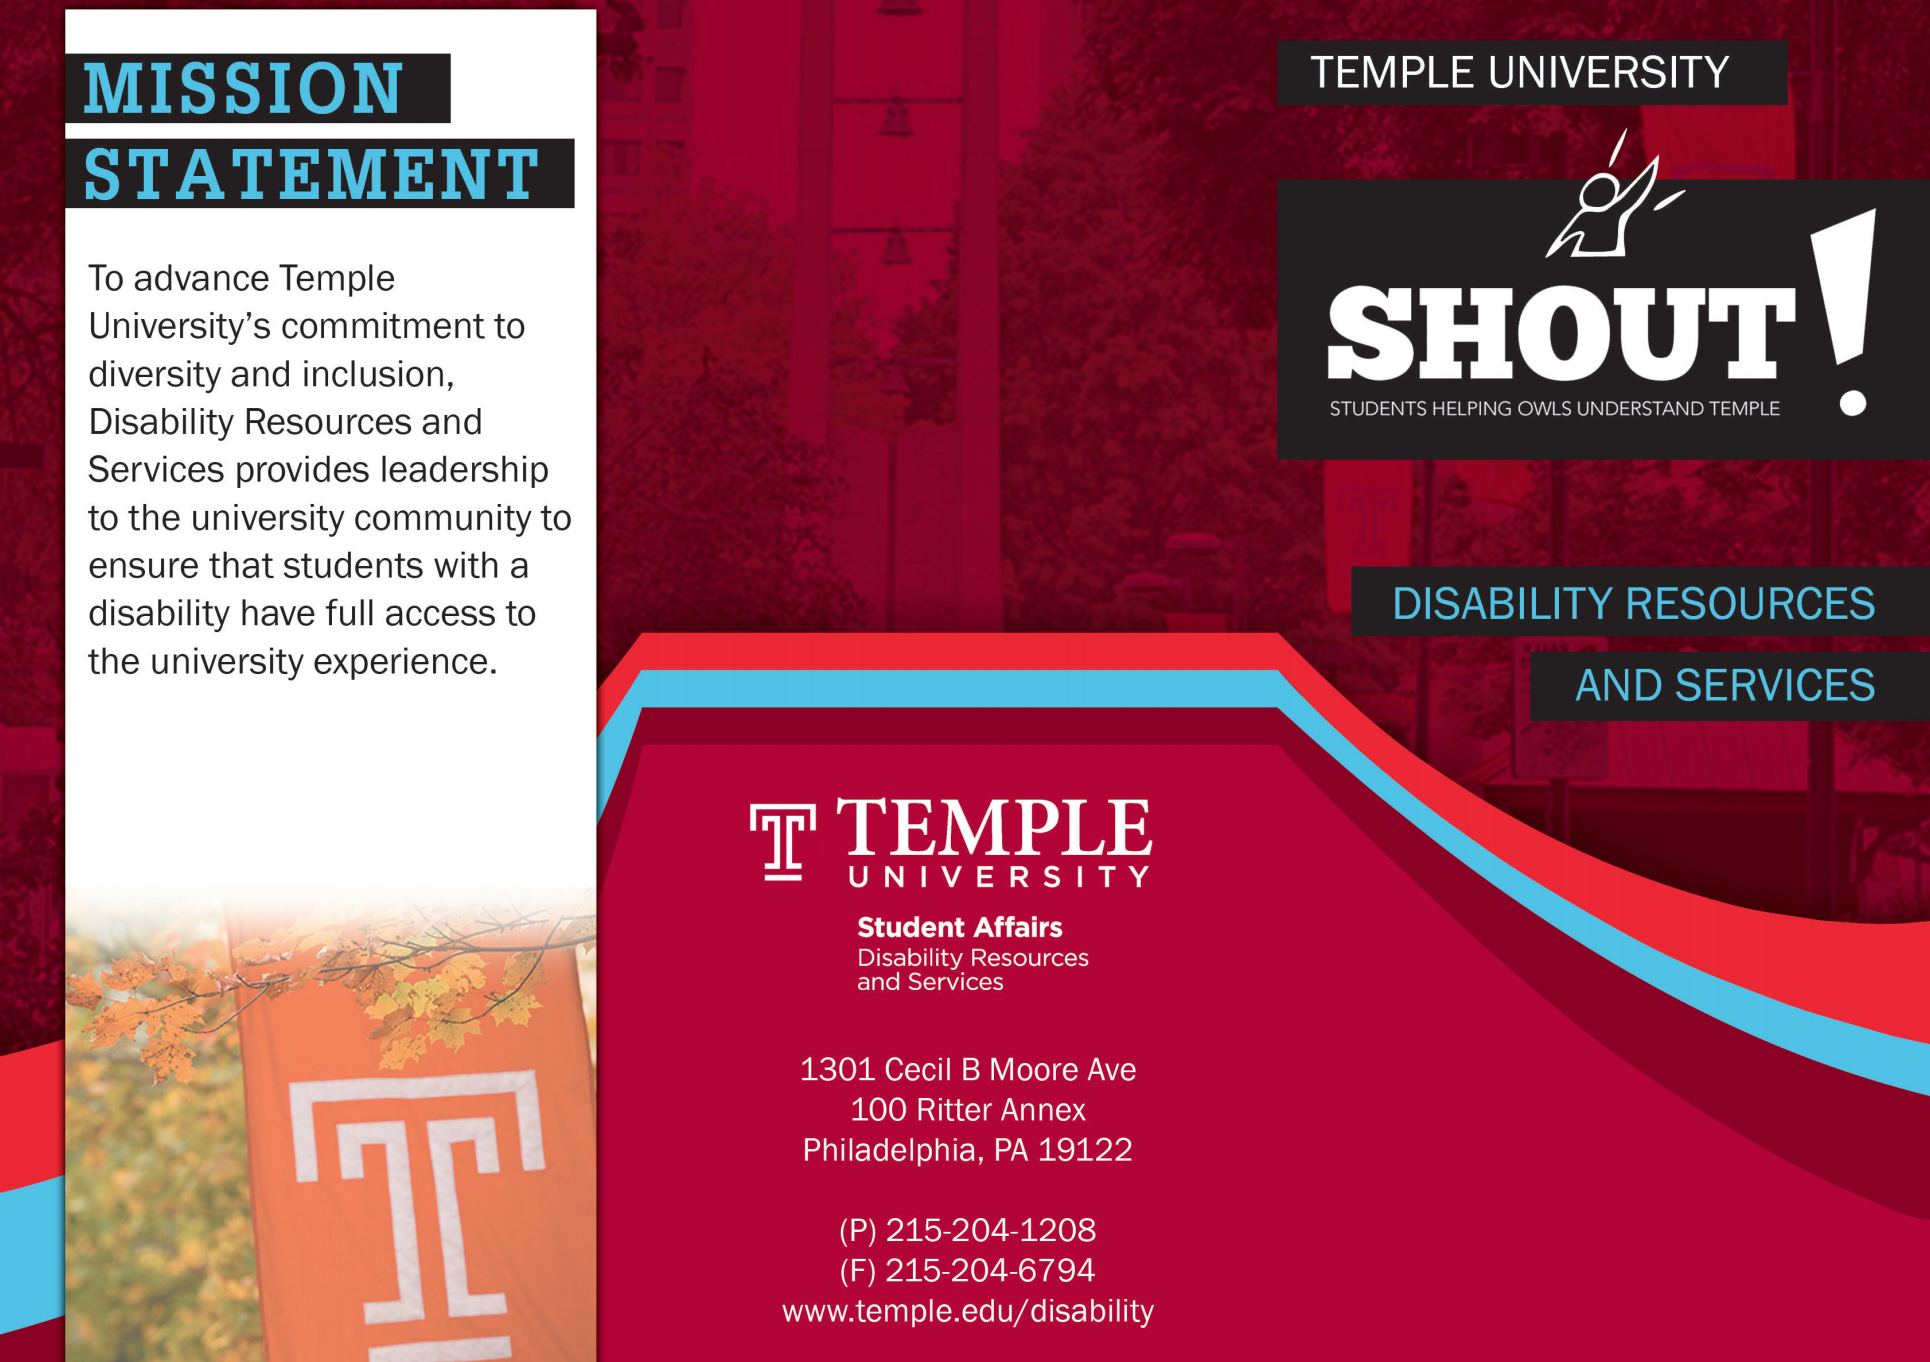 MISSION
STATEMENT
To advance Temple
University's commitment to
diversity and inclusion,
Disability Resources and
Services provides leadership
to the university community to
ensure that students with a
disability have full access to
the university experience.
TEMPLE
UNIVERSITY
Student Affairs
Disability Resources
and Services
1301 Cecil B Moore Ave
100 Ritter Annex
Philadelphia, PA 19122
(P) 215-204-1208
(F) 215-204-6794
www.temple.edu/disability
TEMPLE UNIVERSITY
SHOUT!
STUDENTS HELPING OWLS UNDERSTAND TEMPLE
DISABILITY RESOURCES
AND SERVICES